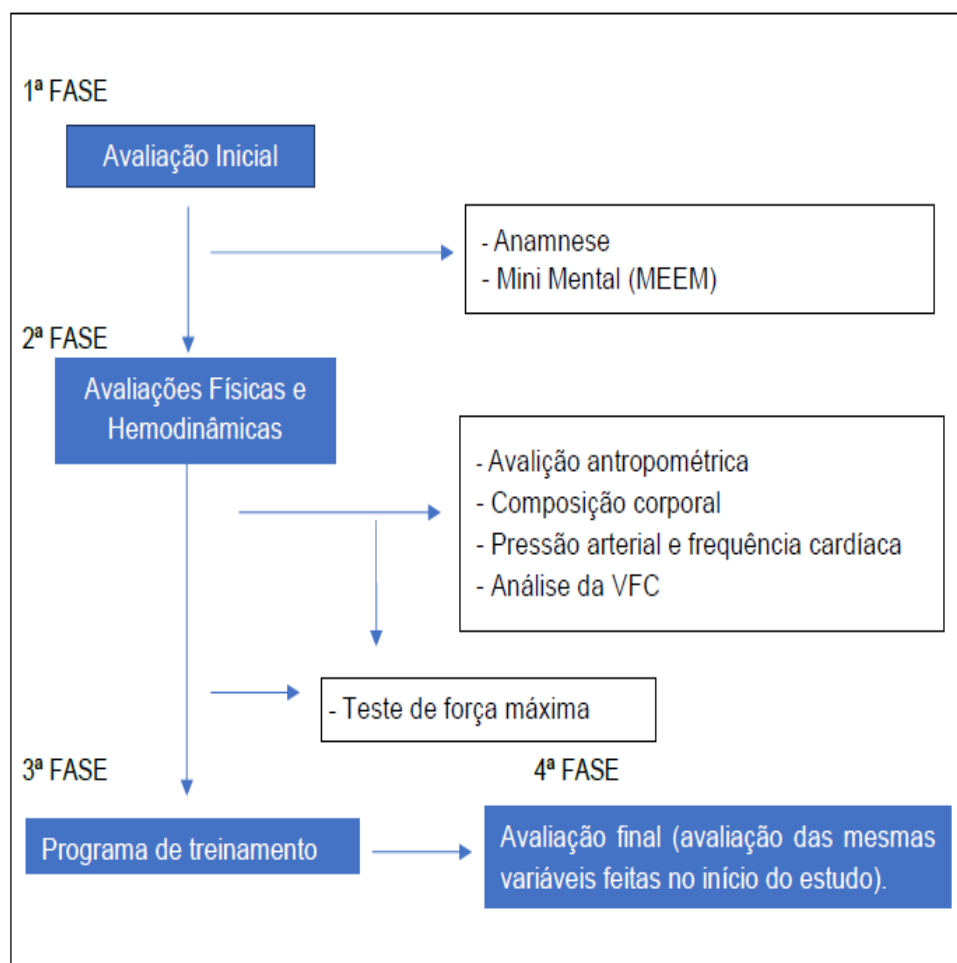 1ª FASE
Avaliação Inicial
- Anamnese
- Mini Mental (MEEM)
2ª FASE
Avaliações Físicas e
Hemodinâmicas
- Avalição antropométrica
- Composição corporal
- Pressão arterial e frequência cardíaca
- Análise da VFC
- Teste de força máxima
3ª FASE
4ª FASE
Programa de treinamento
Avaliação final (avaliação das mesmas
variáveis feitas no início do estudo).